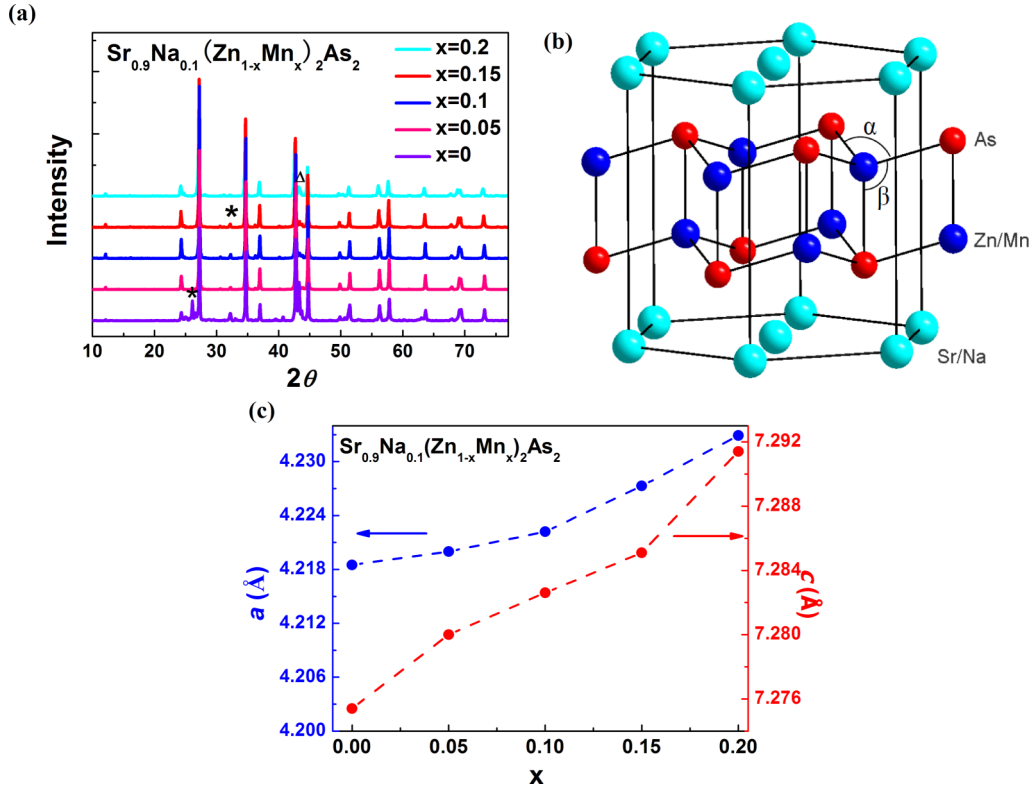 (a)
Sr0.9Na0.1(Zn1-xMnx)2As2
x=0.2
x=0.15
x=0.1
x=0.05
x=0
Δ
*
*
Intensity
10 20 30 40 50 60 70
2θ
(b)
α
As
β
Zn/Mn
Sr/Na
(c)
Sr0.9Na0.1(Zn1-xMnx)2As2
4.230
4.224
4.218
4.212
4.206
4.200
a (Å)
7.292
7.288
7.284
7.280
7.276
c (Å)
0.00 0.05 0.10 0.15 0.20
x